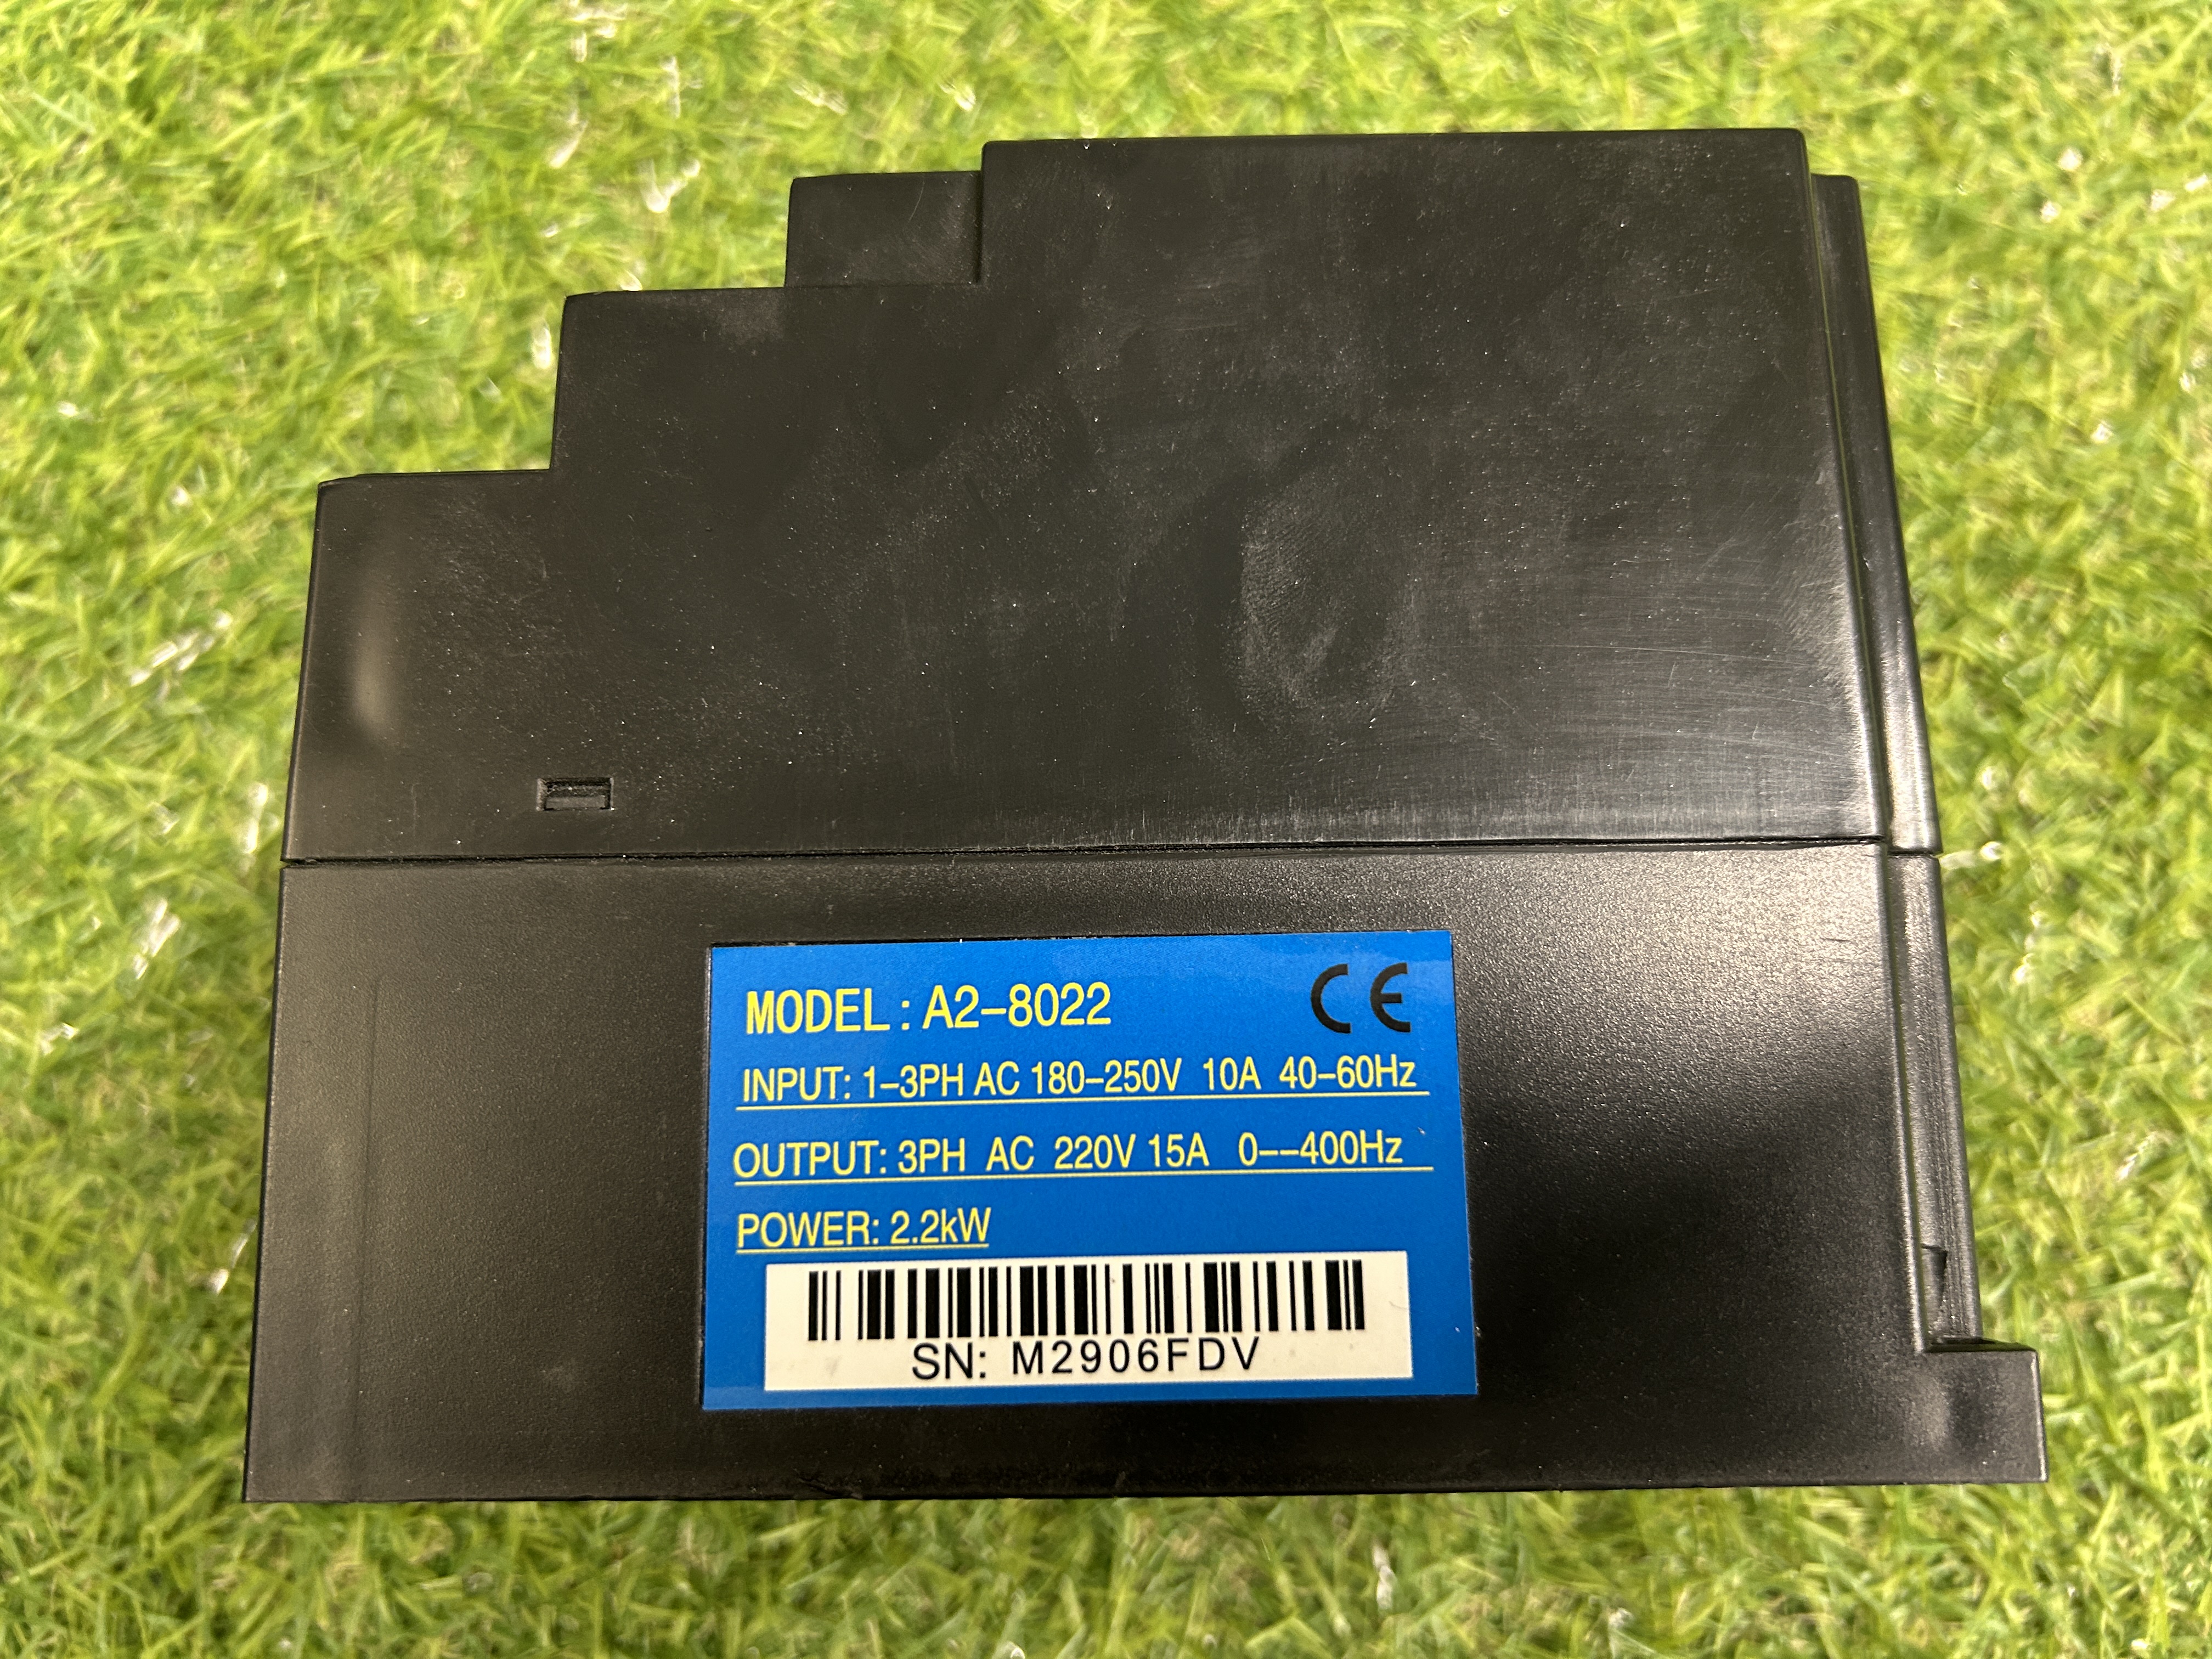 MODEL : A2-8022 CE
INPUT: 1-3PH AC 180-250V 10A 40-60Hz
OUTPUT: 3PH AC 220V 15A 0--400Hz
POWER: 2.2kW
SN: M2906FDV